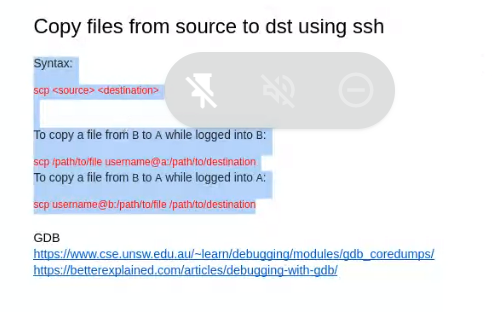 Copy files from source to dst using ssh
Syntax:
scp <source> <destination>
To copy a file from B to A while logged into B:
scp /path/to/file username@a:/path/to/destination
To copy a file from B to A while logged into A:
scp username@b:/path/to/file /path/to/destination
GDB
https://www.cse.unsw.edu.au/~learn/debugging/modules/gdb_coredumps/
https://betterexplained.com/articles/debugging-with-gdb/